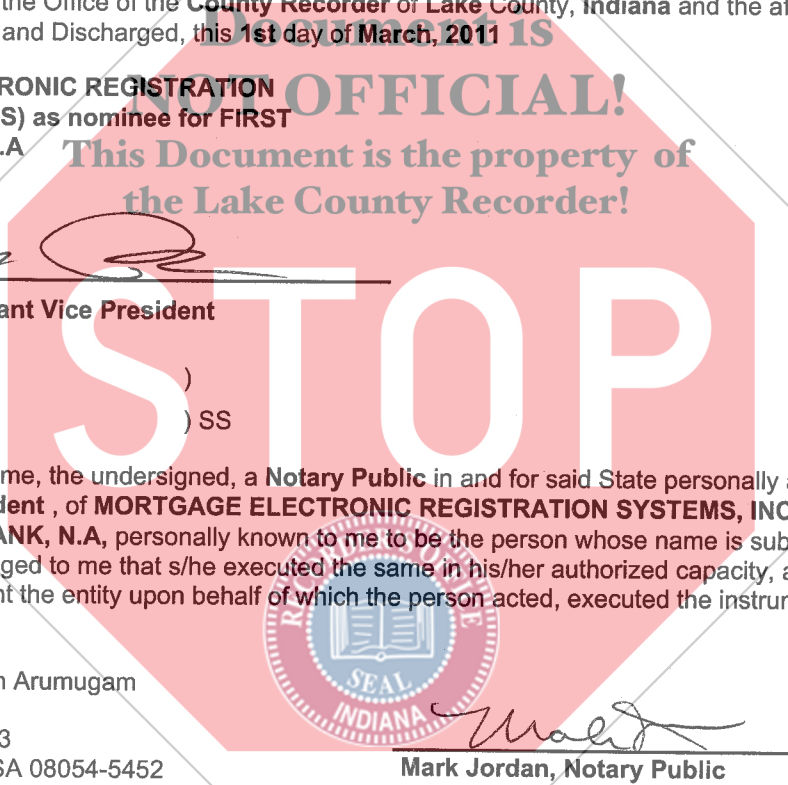 the Office of the County Recorder of Lake County, Indiana and the af
and Discharged, this 1st day of March, 2011
Document is
RONIC REGISTRATION
NOT OFFICIAL!
S) as nominee for FIRST
.A
This Document is the property of
the Lake County Recorder!
STOP
ant Vice President
)
) SS
me, the undersigned, a Notary Public in and for said State personally a
dent , of MORTGAGE ELECTRONIC REGISTRATION SYSTEMS, INC
ANK, N.A, personally known to me to be the person whose name is sub
ged to me that s/he executed the same in his/her authorized capacity, a
nt the entity upon behalf of which the person acted, executed the instrum
RECORDER'S OFFICE
SEAL
INDIANA
n Arumugam
3
SA 08054-5452
Mark Jordan, Notary Public